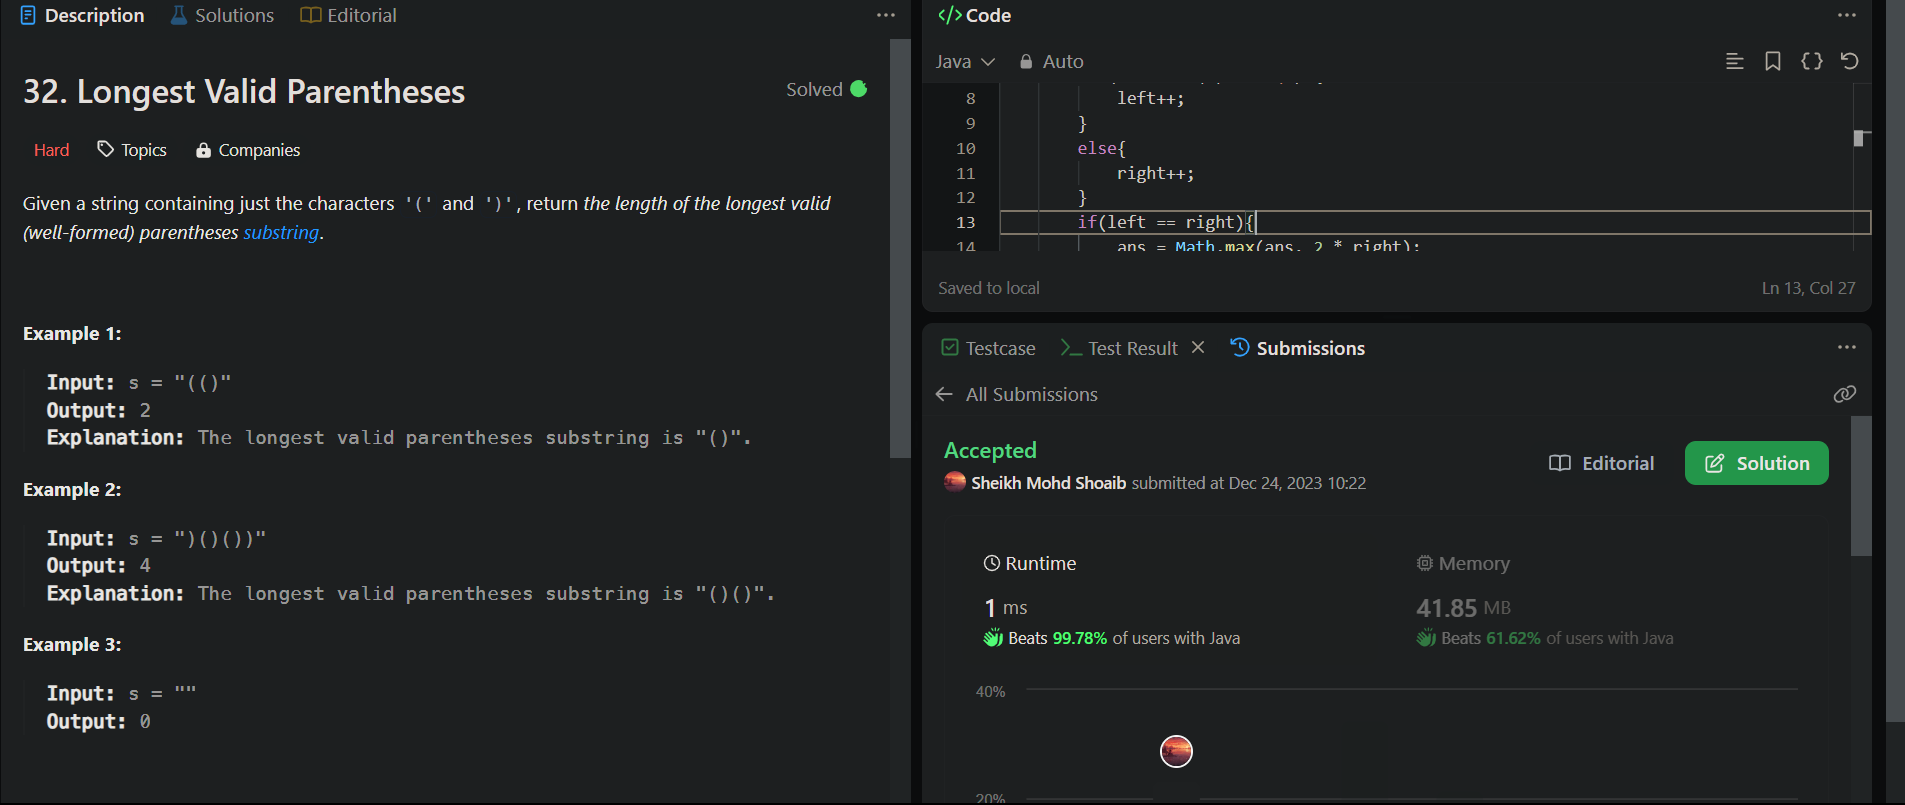 Description Solutions Editorial
32. Longest Valid Parentheses
Solved
Hard Topics Companies
Given a string containing just the characters '(' and ')', return the length of the longest valid
(well-formed) parentheses substring.
Example 1:
Input: s = "(()"
Output: 2
Explanation: The longest valid parentheses substring is "()".
Example 2:
Input: s = ")()())"
Output: 4
Explanation: The longest valid parentheses substring is "()()".
Example 3:
Input: s = ""
Output: 0
</> Code
Java Auto
8 left++;
9 }
10 else{
11 right++;
12 }
13 if(left == right){
14 ans = Math.max(ans, 2 * right);
Saved to local
Ln 13, Col 27
Testcase Test Result Submissions
All Submissions
Accepted
Sheikh Mohd Shoaib submitted at Dec 24, 2023 10:22
Editorial Solution
Runtime
1 ms
Beats 99.78% of users with Java
Memory
41.85 MB
Beats 61.62% of users with Java
40%
20%